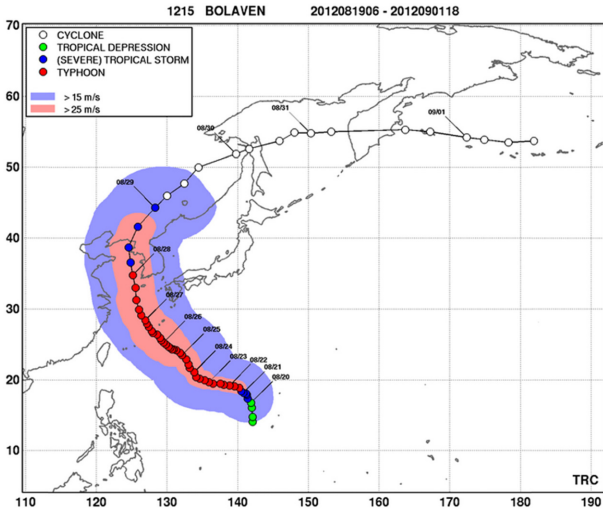 1215 BOLAVEN 2012081906 - 2012090118
CYCLONE
TROPICAL DEPRESSION
(SEVERE) TROPICAL STORM
TYPHOON
> 15 m/s
> 25 m/s
70
60
50
40
30
20
10
08/31
09/01
08/30
08/29
08/28
08/27
08/26
08/25
08/24
08/23
08/22
08/21
08/20
TRC
110 120 130 140 150 160 170 180 190